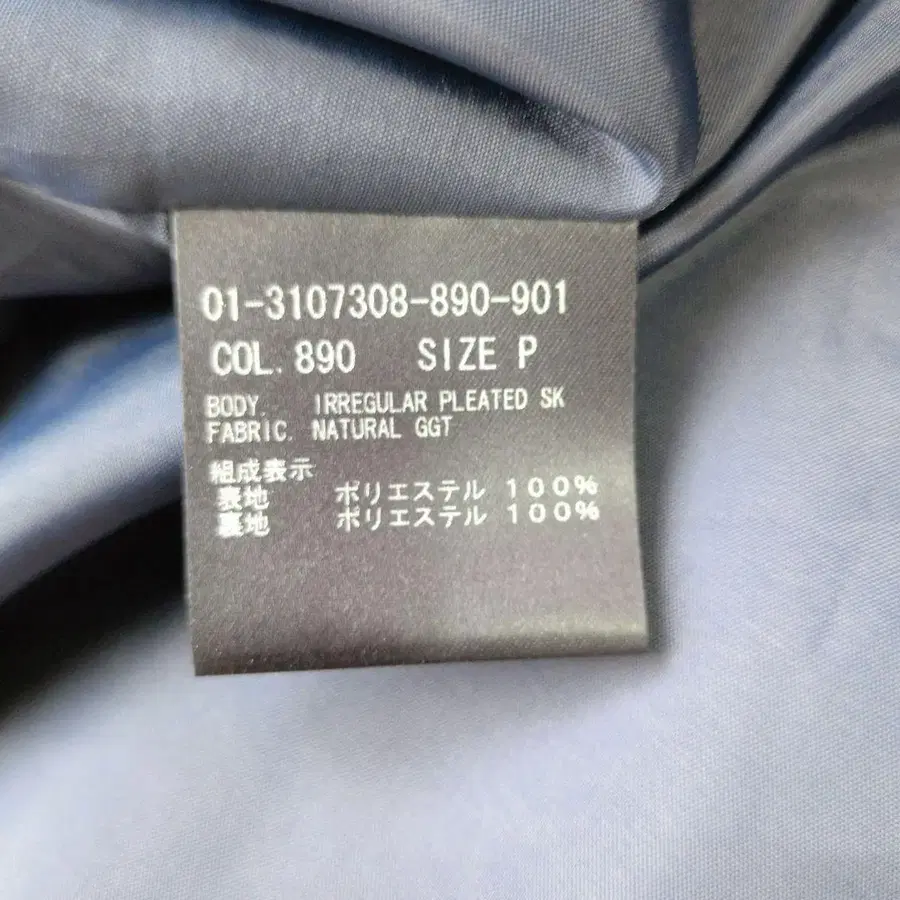 01-3107308-890-901
COL. 890 SIZE P
BODY. IRREGULAR PLEATED SK
FABRIC. NATURAL GGT
組成表示
表地 ポリエステル 100%
裏地 ポリエステル 100%